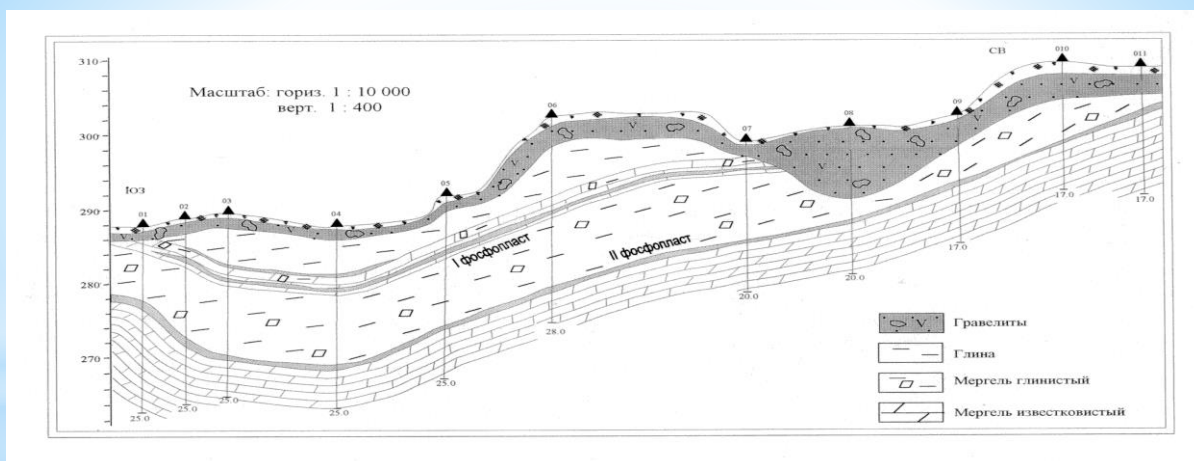 310
300
290
280
270
Масштаб: гориз. 1 : 10 000
верт. 1 : 400
ЮЗ
СВ
01
02
03
04
05
06
07
08
09
010
011
V
V
V
V
V
V
V
I фосфопласт
II фосфопласт
25.0
25.0
25.0
25.0
25.0
28.0
20.0
20.0
17.0
17.0
17.0
V
Гравелиты
Глина
Мергель глинистый
Мергель известковистый